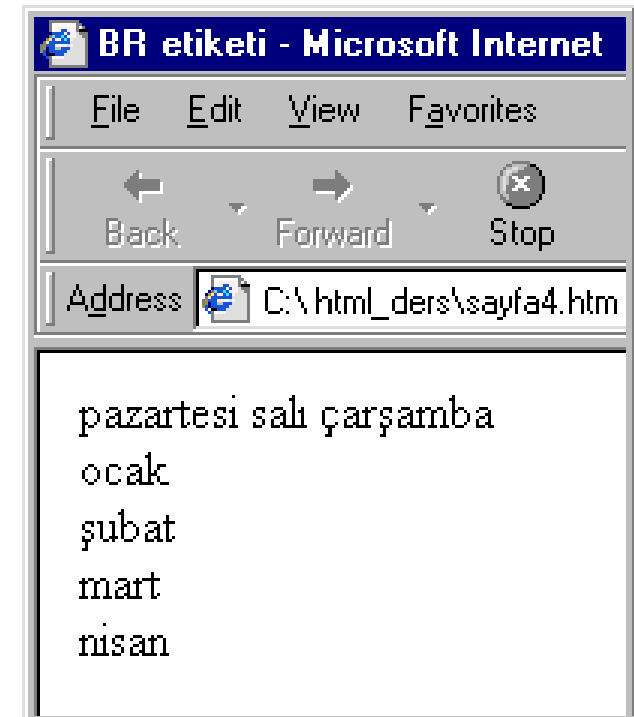 BR etiketi - Microsoft Internet
File Edit View Favorites
Back Forward Stop
Address C:\html_ders\sayfa4.htm
pazartesi salı çarşamba
ocak
şubat
mart
nisan